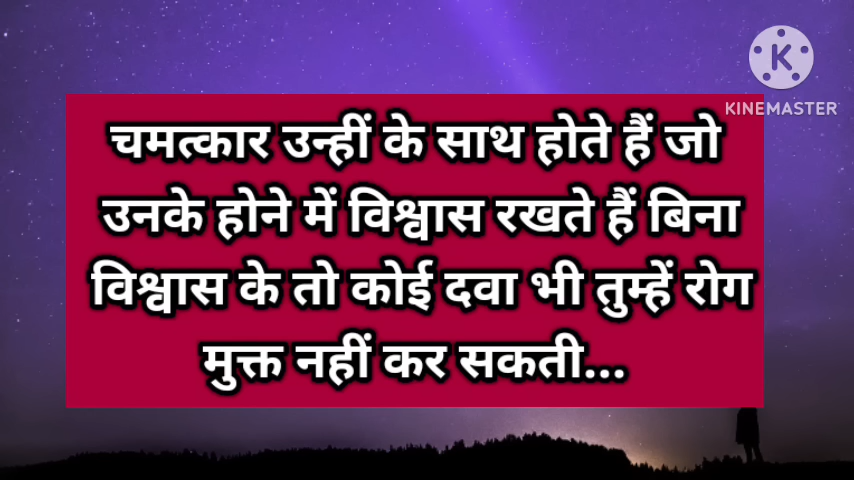 KINEMASTER
चमत्कार उन्हीं के साथ होते हैं जो
उनके होने में विश्वास रखते हैं बिना
विश्वास के तो कोई दवा भी तुम्हें रोग
मुक्त नहीं कर सकती...